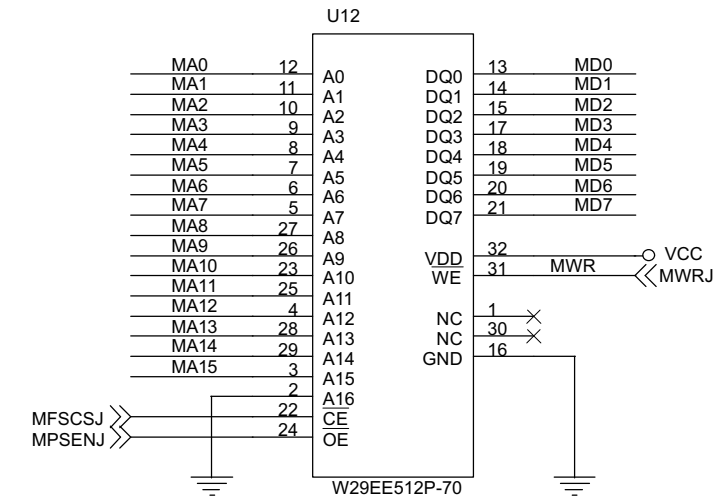 U12
MA0 12 A0 DQ0 13 MD0
MA1 11 A1 DQ1 14 MD1
MA2 10 A2 DQ2 15 MD2
MA3 9 A3 DQ3 17 MD3
MA4 8 A4 DQ4 18 MD4
MA5 7 A5 DQ5 19 MD5
MA6 6 A6 DQ6 20 MD6
MA7 5 A7 DQ7 21 MD7
MA8 27 A8
MA9 26 A9 VDD 32 VCC
MA10 23 A10 WE 31 MWR MWRJ
MA11 25 A11
MA12 4 A12 NC 1
MA13 28 A13 NC 30
MA14 29 A14 GND 16
MA15 3 A15
2 A16
MFSCSJ 22 CE
MPSENJ 24 OE
W29EE512P-70